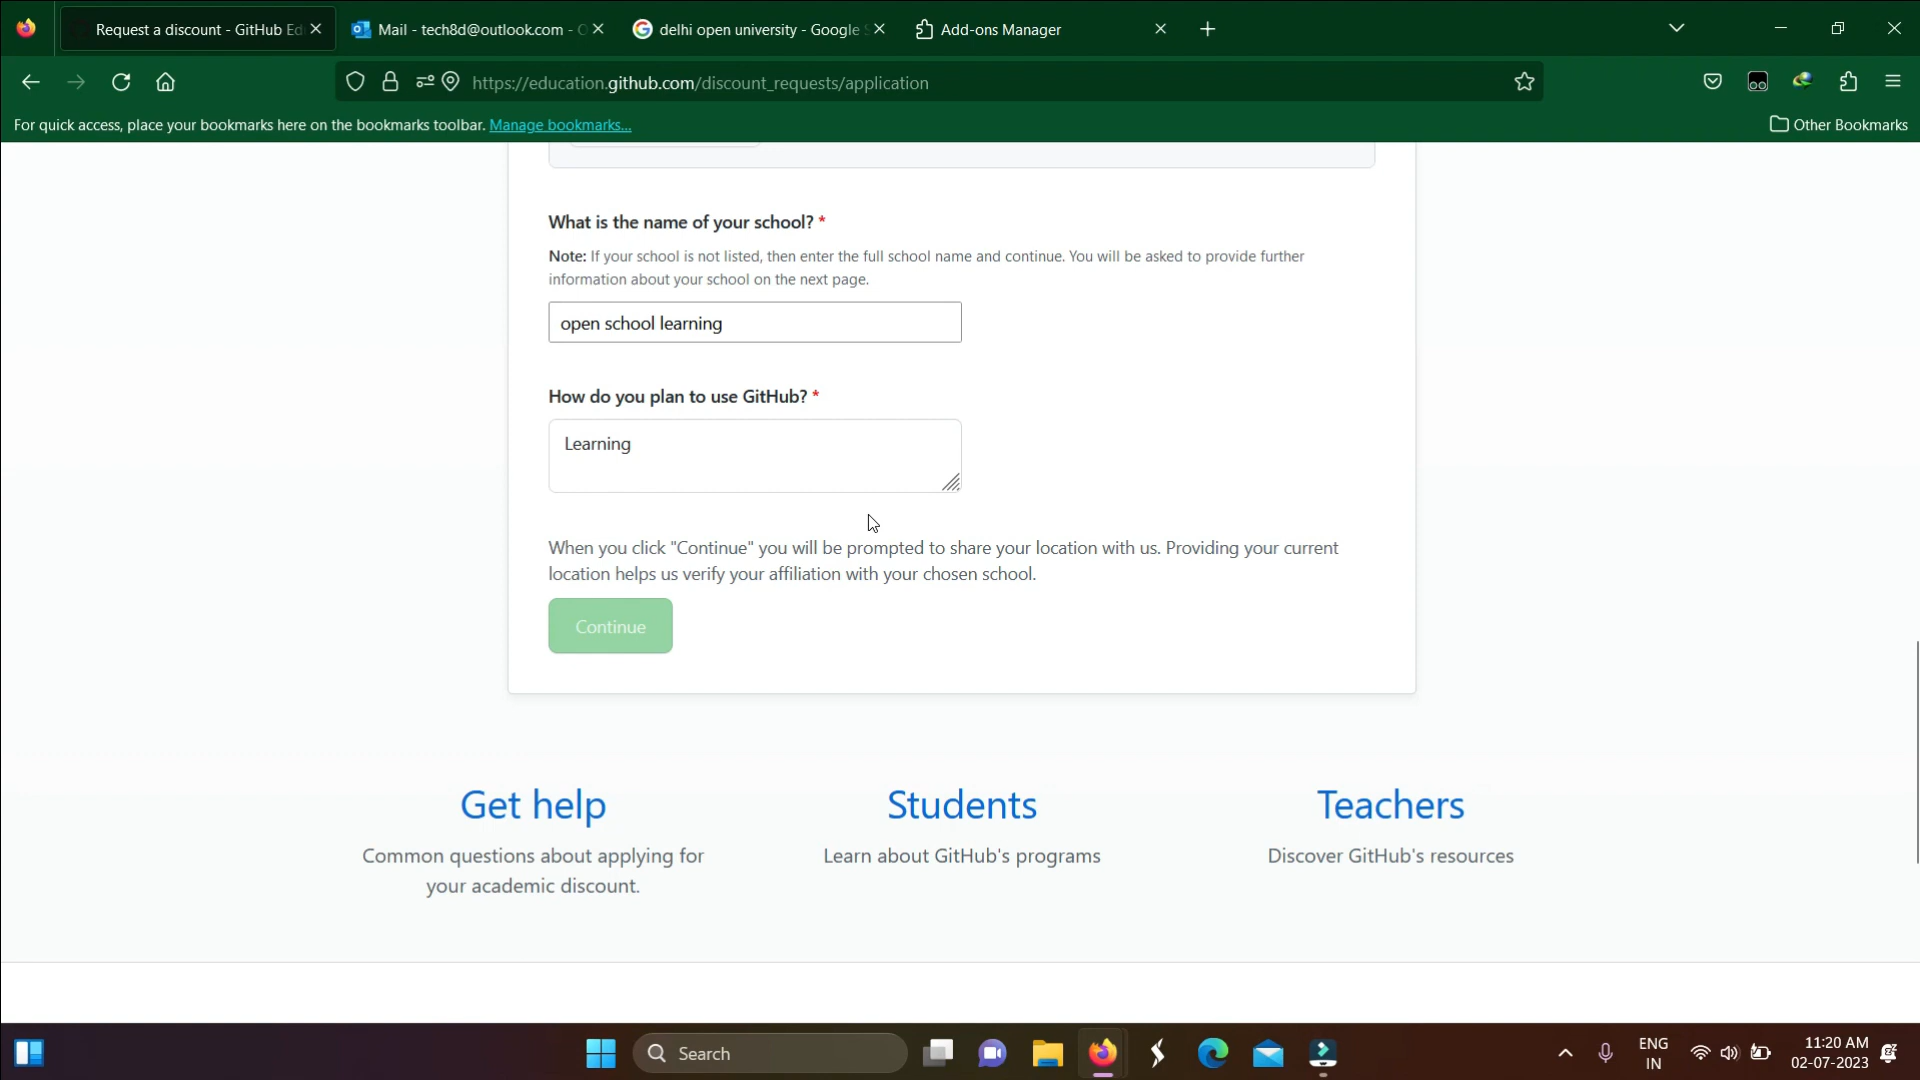 Request a discount - GitHub Ed
Mail - tech8d@outlook.com - O
delhi open university - Google S
Add-ons Manager
https://education.github.com/discount_requests/application
For quick access, place your bookmarks here on the bookmarks toolbar. Manage bookmarks...
Other Bookmarks
What is the name of your school? *
Note: If your school is not listed, then enter the full school name and continue. You will be asked to provide further
information about your school on the next page.
open school learning
How do you plan to use GitHub? *
Learning
When you click "Continue" you will be prompted to share your location with us. Providing your current
location helps us verify your affiliation with your chosen school.
Continue
Get help
Common questions about applying for
your academic discount.
Students
Learn about GitHub's programs
Teachers
Discover GitHub's resources
Search
ENG
IN
11:20 AM
02-07-2023